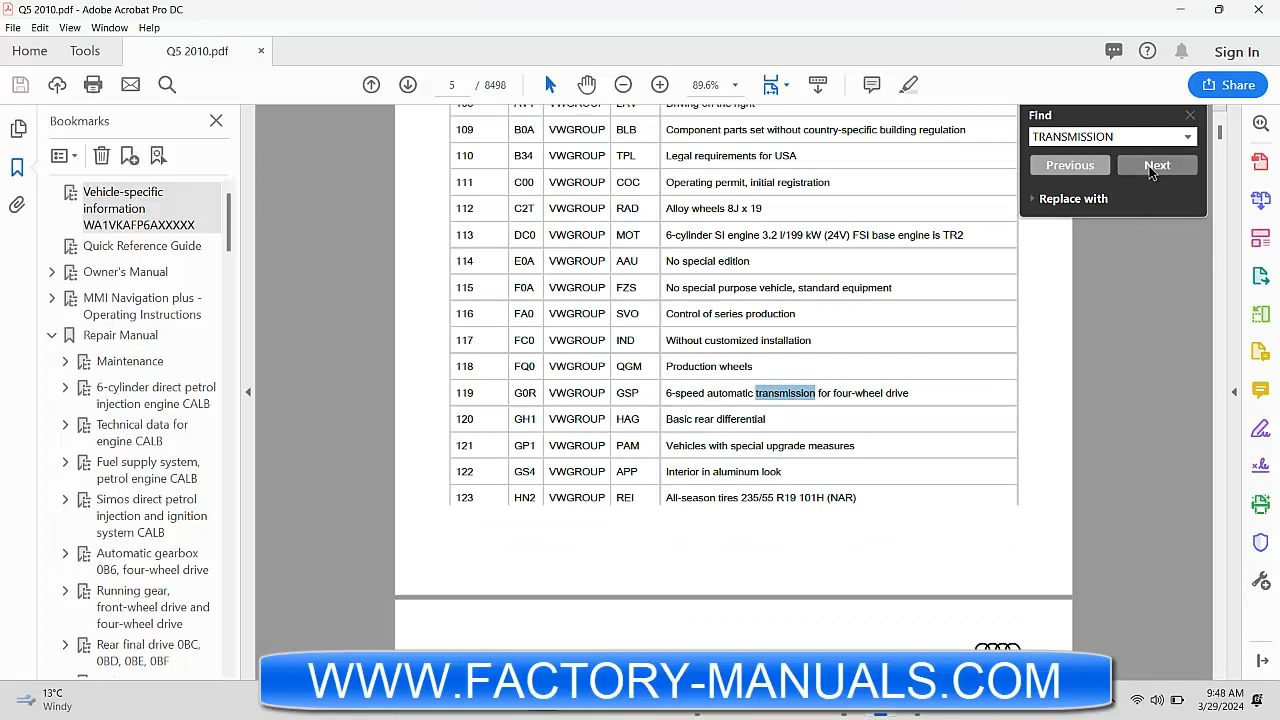 Q5 2010.pdf - Adobe Acrobat Pro DC
File Edit View Window Help
Home Tools Q5 2010.pdf × Sign In
5 / 8498 89.6% Share
Bookmarks
Vehicle-specific
information
WA1VKAFP6AXXXXX
Quick Reference Guide
Owner's Manual
MMI Navigation plus -
Operating Instructions
Repair Manual
Maintenance
6-cylinder direct petrol
injection engine CALB
Technical data for
engine CALB
Fuel supply system,
petrol engine CALB
Simos direct petrol
injection and ignition
system CALB
Automatic gearbox
0B6, four-wheel drive
Running gear,
front-wheel drive and
four-wheel drive
Rear final drive 0BC,
0BD, 0BE, 0BF
109 B0A VWGROUP BLB Component parts set without country-specific building regulation
110 B34 VWGROUP TPL Legal requirements for USA
111 C00 VWGROUP COC Operating permit, initial registration
112 C2T VWGROUP RAD Alloy wheels 8J x 19
113 DC0 VWGROUP MOT 6-cylinder SI engine 3.2 l/199 kW (24V) FSI base engine is TR2
114 E0A VWGROUP AAU No special edition
115 F0A VWGROUP FZS No special purpose vehicle, standard equipment
116 FA0 VWGROUP SVO Control of series production
117 FC0 VWGROUP IND Without customized installation
118 FQ0 VWGROUP QGM Production wheels
119 G0R VWGROUP GSP 6-speed automatic transmission for four-wheel drive
120 GH1 VWGROUP HAG Basic rear differential
121 GP1 VWGROUP PAM Vehicles with special upgrade measures
122 GS4 VWGROUP APP Interior in aluminum look
123 HN2 VWGROUP REI All-season tires 235/55 R19 101H (NAR)
Find
TRANSMISSION
Previous Next
Replace with
WWW.FACTORY-MANUALS.COM
13°C
Windy
9:48 AM
3/29/2024